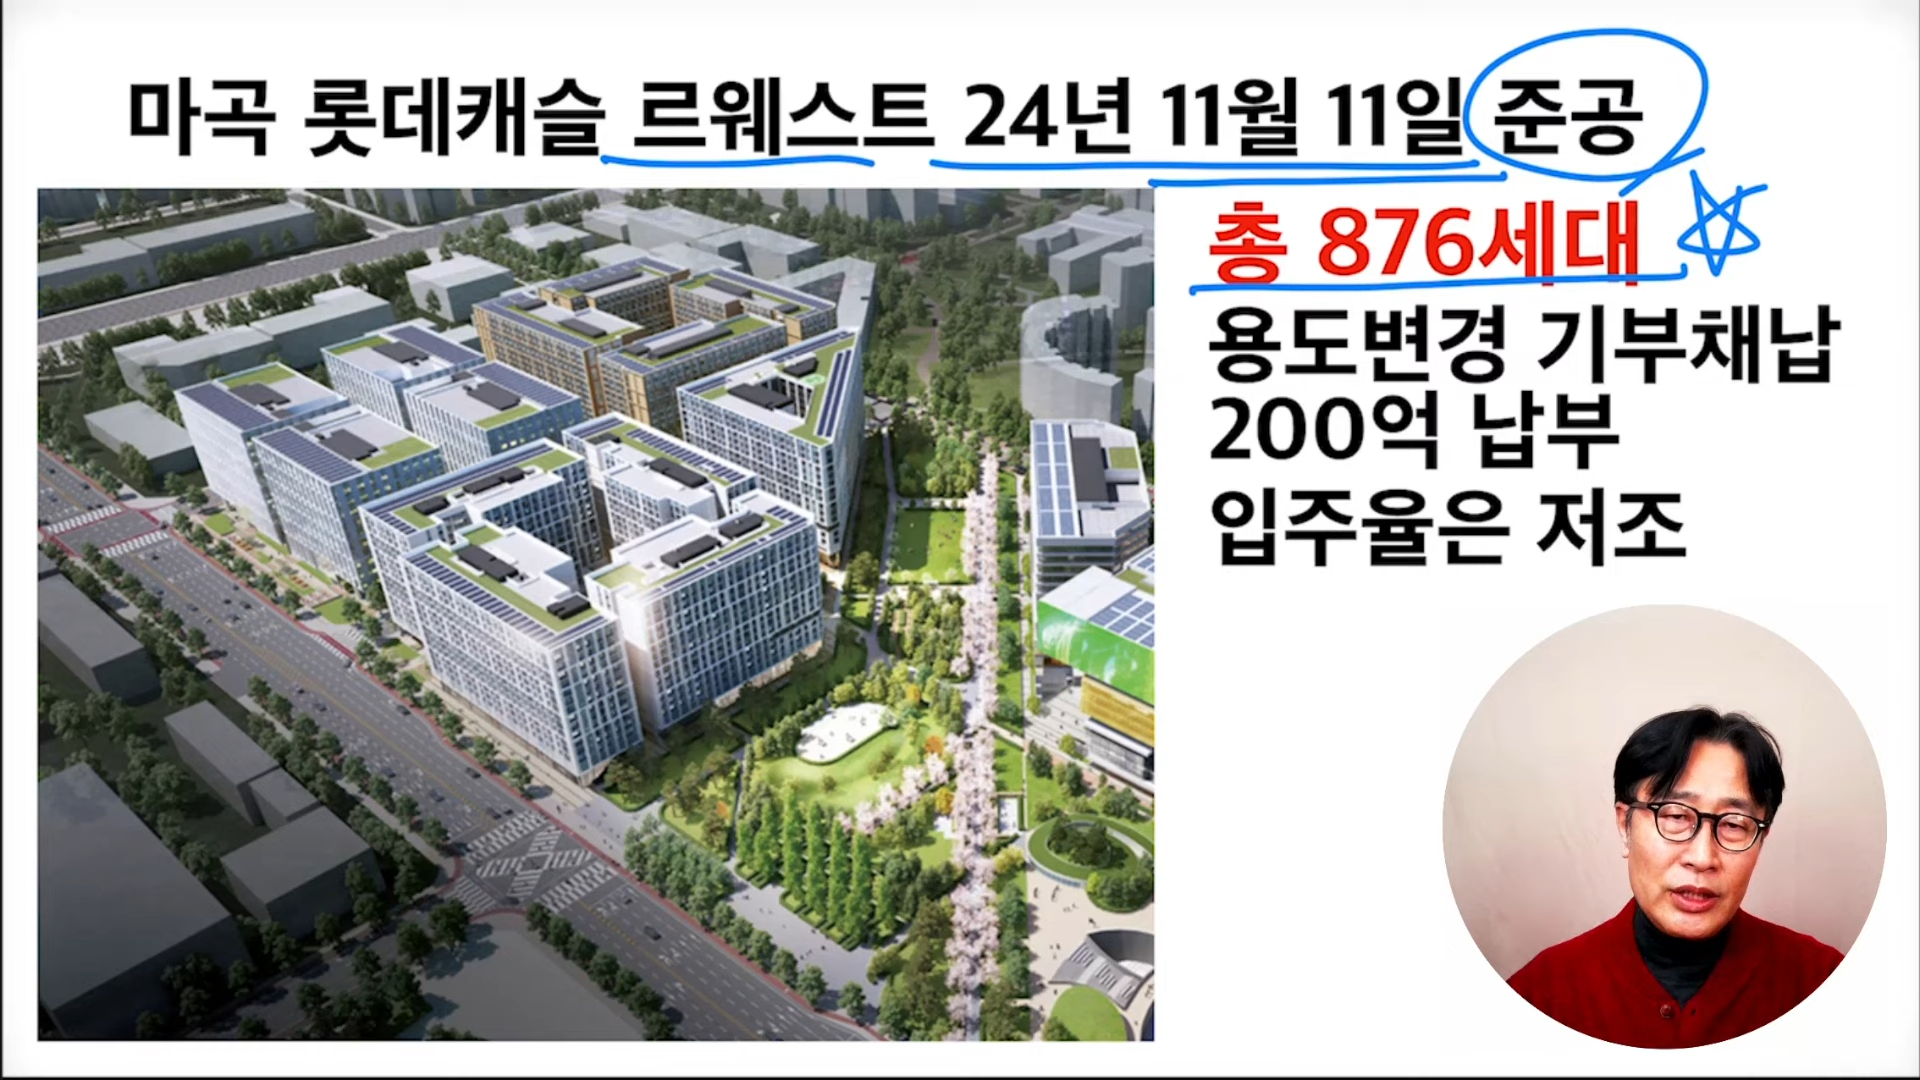 마곡 롯데캐슬 르웨스트 24년 11월 11일 준공
총 876세대
용도변경 기부채납
200억 납부
입주율은 저조